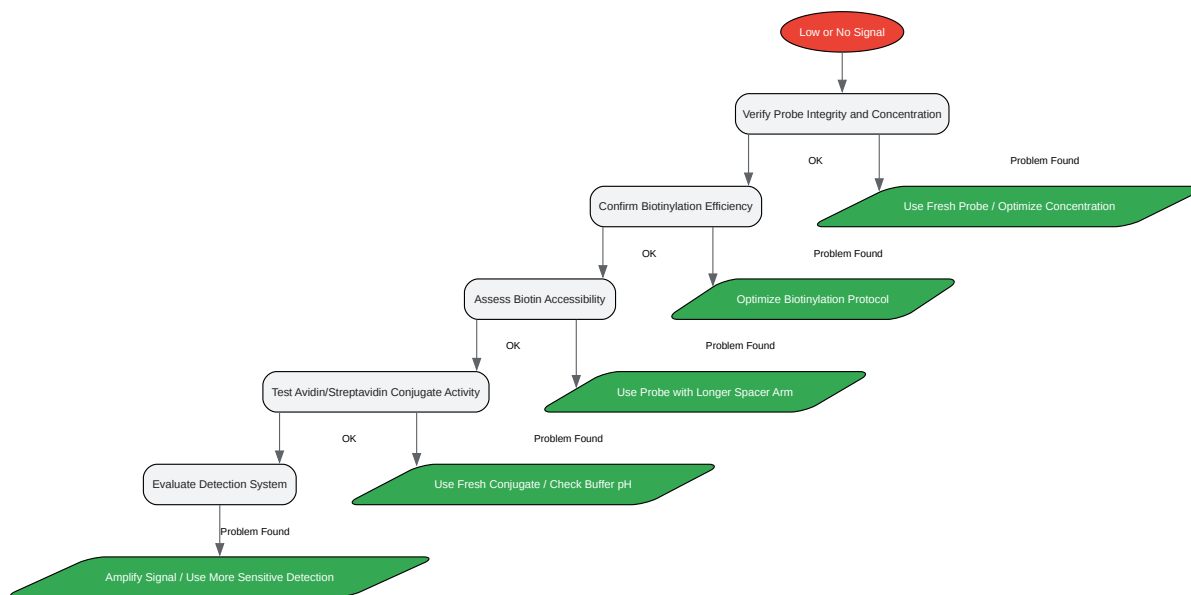 Low or No Signal
Verify Probe Integrity and Concentration
OK
Problem Found
Confirm Biotinylation Efficiency
Use Fresh Probe / Optimize Concentration
OK
Problem Found
Assess Biotin Accessibility
Optimize Biotinylation Protocol
OK
Problem Found
Test Avidin/Streptavidin Conjugate Activity
Use Probe with Longer Spacer Arm
OK
Problem Found
Evaluate Detection System
Use Fresh Conjugate / Check Buffer pH
Problem Found
Amplify Signal / Use More Sensitive Detection